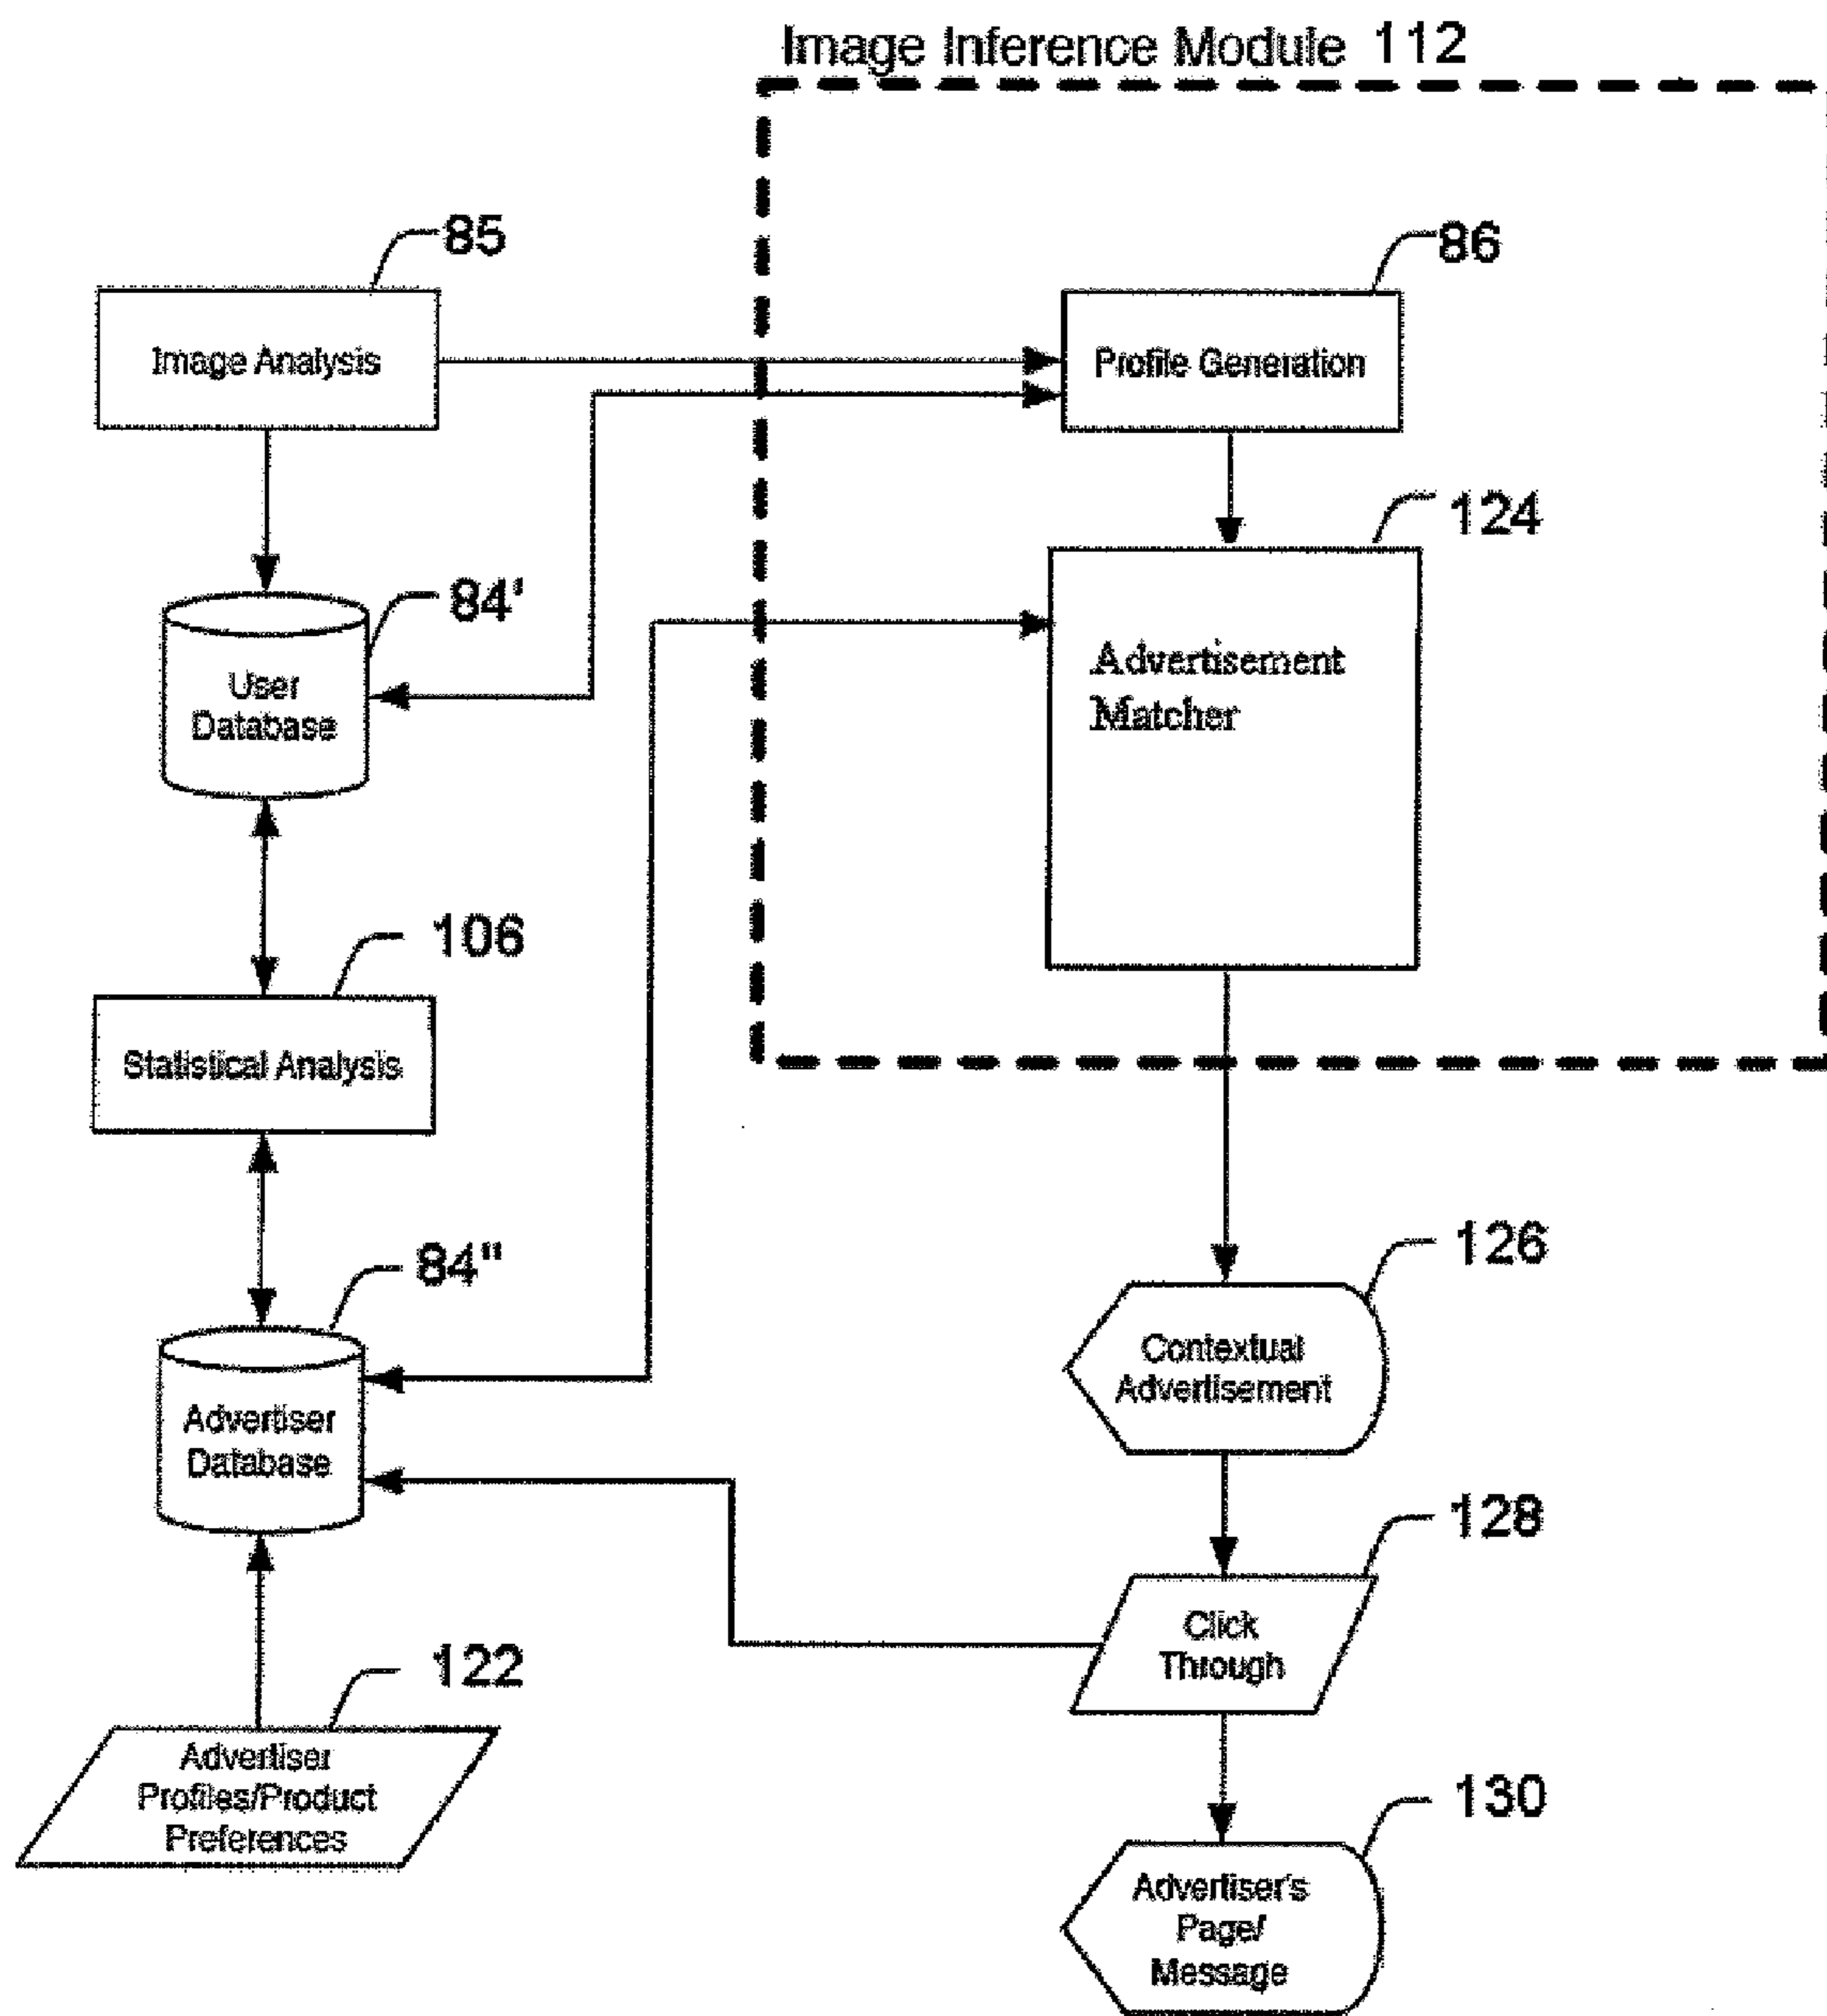 Image Inference Module 112
85
86
Image Analysis
Profile Generation
124
84'
User
Database
Advertisement
Matcher
106
Statistical Analysis
84"
126
Contextual
Advertisement
Advertiser
Database
128
Click
Through
122
Advertiser
Profiles/Product
Preferences
130
Advertiser's
Page/
Message